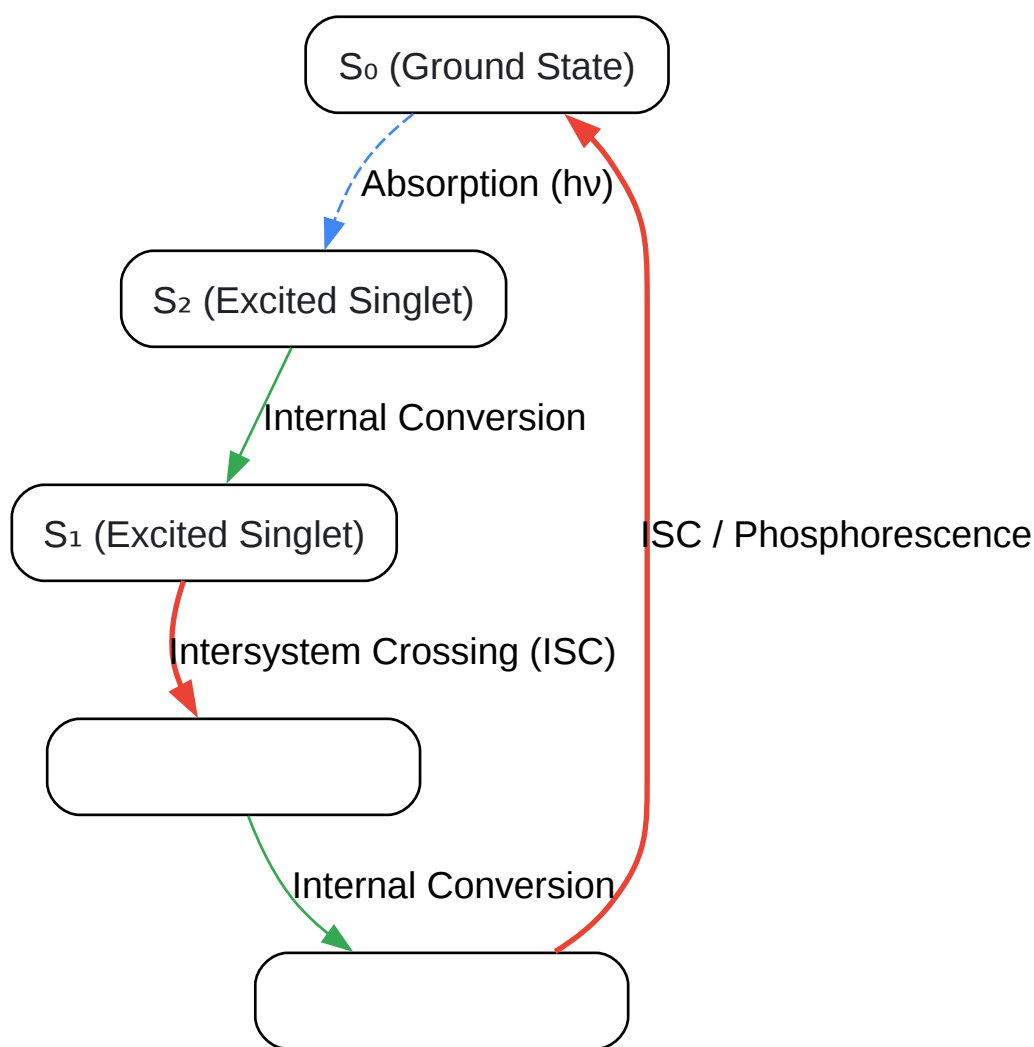 S₀ (Ground State)
Absorption (hν)
S₂ (Excited Singlet)
Internal Conversion
S₁ (Excited Singlet)
ISC / Phosphorescence
Intersystem Crossing (ISC)
Internal Conversion